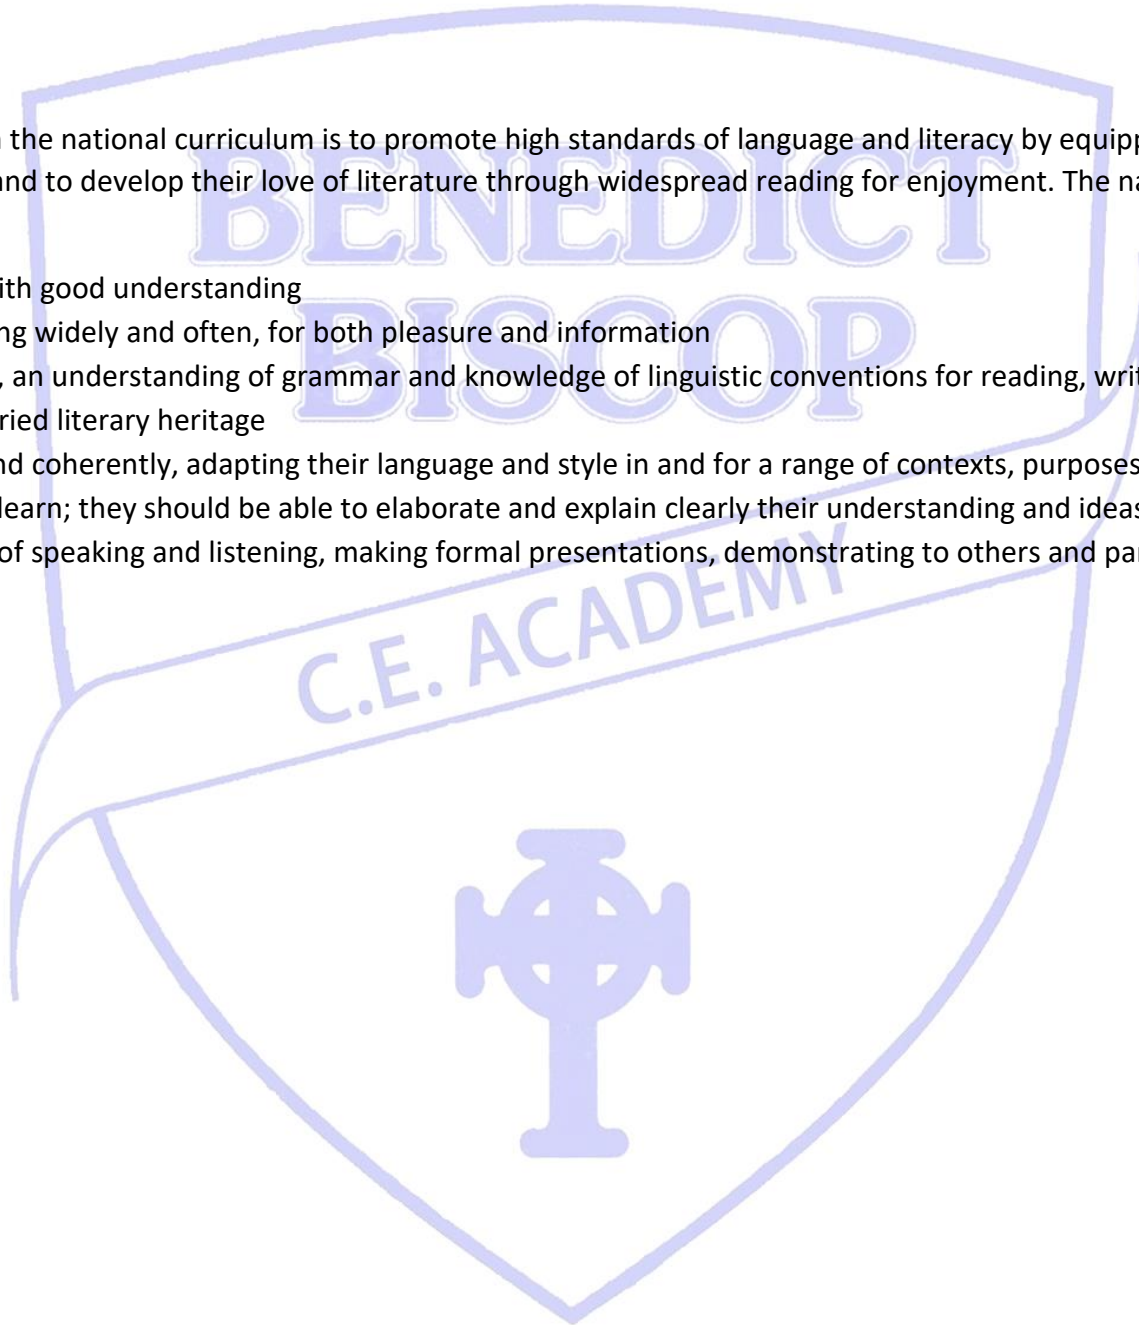 the national curriculum is to promote high standards of language and literacy by equipp
and to develop their love of literature through widespread reading for enjoyment. The na
BENEDICT
ith good understanding
BISCOP
ng widely and often, for both pleasure and information
, an understanding of grammar and knowledge of linguistic conventions for reading, writ
ried literary heritage
nd coherently, adapting their language and style in and for a range of contexts, purposes
learn; they should be able to elaborate and explain clearly their understanding and ideas
of speaking and listening, making formal presentations, demonstrating to others and par
C.E. ACADEMY